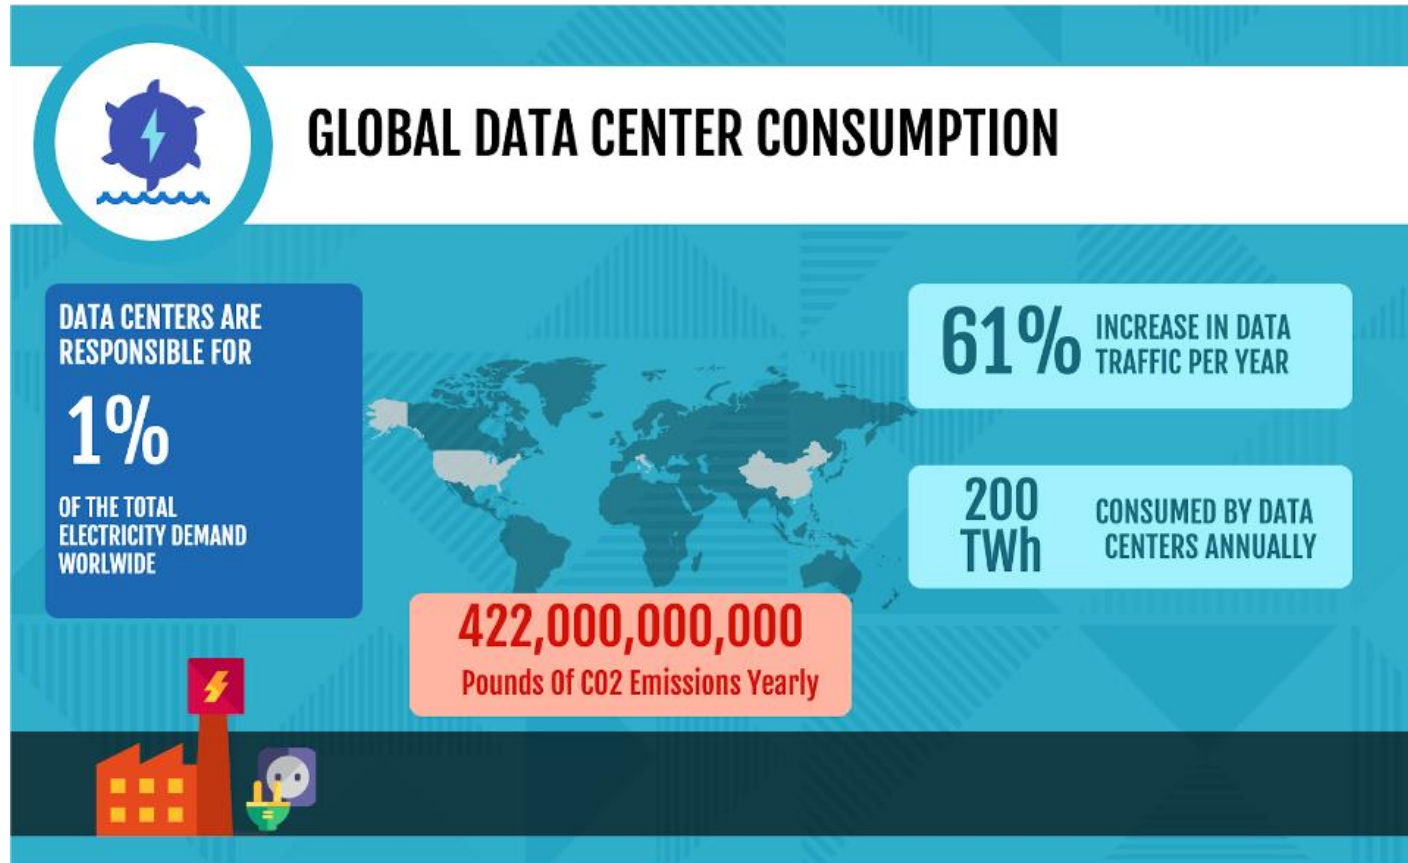 GLOBAL DATA CENTER CONSUMPTION
DATA CENTERS ARE
RESPONSIBLE FOR
1%
OF THE TOTAL
ELECTRICITY DEMAND
WORLWIDE
61%
INCREASE IN DATA
TRAFFIC PER YEAR
200
TWh
CONSUMED BY DATA
CENTERS ANNUALLY
422,000,000,000
Pounds Of CO2 Emissions Yearly